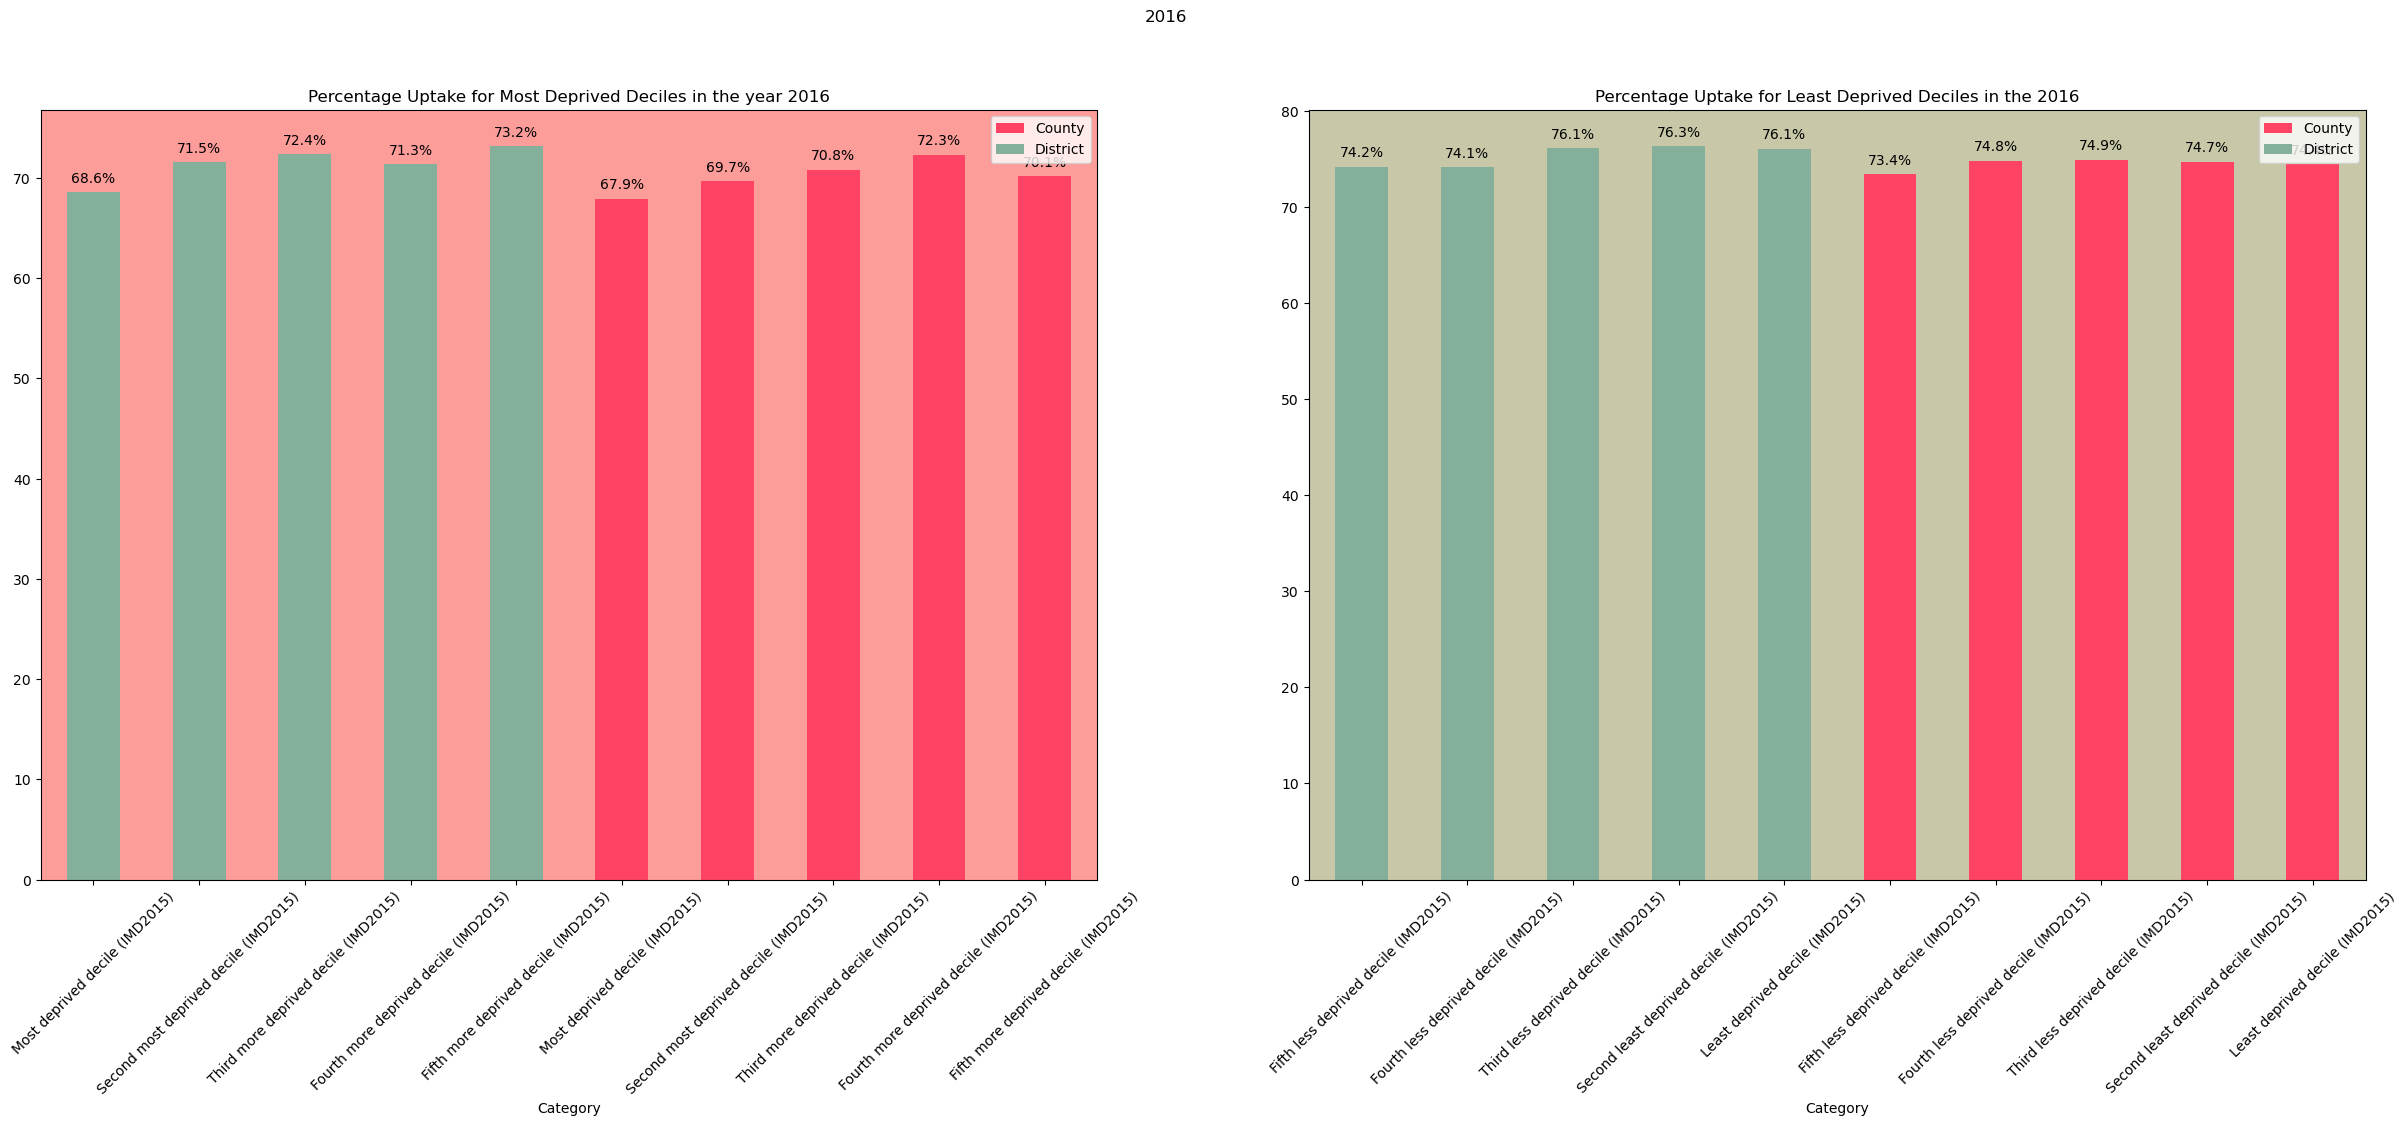 2016
Percentage Uptake for Most Deprived Deciles in the year 2016
County
District
68.6%
71.5%
72.4%
71.3%
73.2%
67.9%
69.7%
70.8%
72.3%
70.1%
70
60
50
40
30
20
10
0
Most deprived decile (IMD2015)
Second most deprived decile (IMD2015)
Third more deprived decile (IMD2015)
Fourth more deprived decile (IMD2015)
Fifth more deprived decile (IMD2015)
Most deprived decile (IMD2015)
Second most deprived decile (IMD2015)
Third more deprived decile (IMD2015)
Fourth more deprived decile (IMD2015)
Fifth more deprived decile (IMD2015)
Category
Percentage Uptake for Least Deprived Deciles in the 2016
County
District
74.2%
74.1%
76.1%
76.3%
76.1%
73.4%
74.8%
74.9%
74.7%
80
70
60
50
40
30
20
10
0
Fifth less deprived decile (IMD2015)
Fourth less deprived decile (IMD2015)
Third less deprived decile (IMD2015)
Second least deprived decile (IMD2015)
Least deprived decile (IMD2015)
Fifth less deprived decile (IMD2015)
Fourth less deprived decile (IMD2015)
Third less deprived decile (IMD2015)
Second least deprived decile (IMD2015)
Least deprived decile (IMD2015)
Category